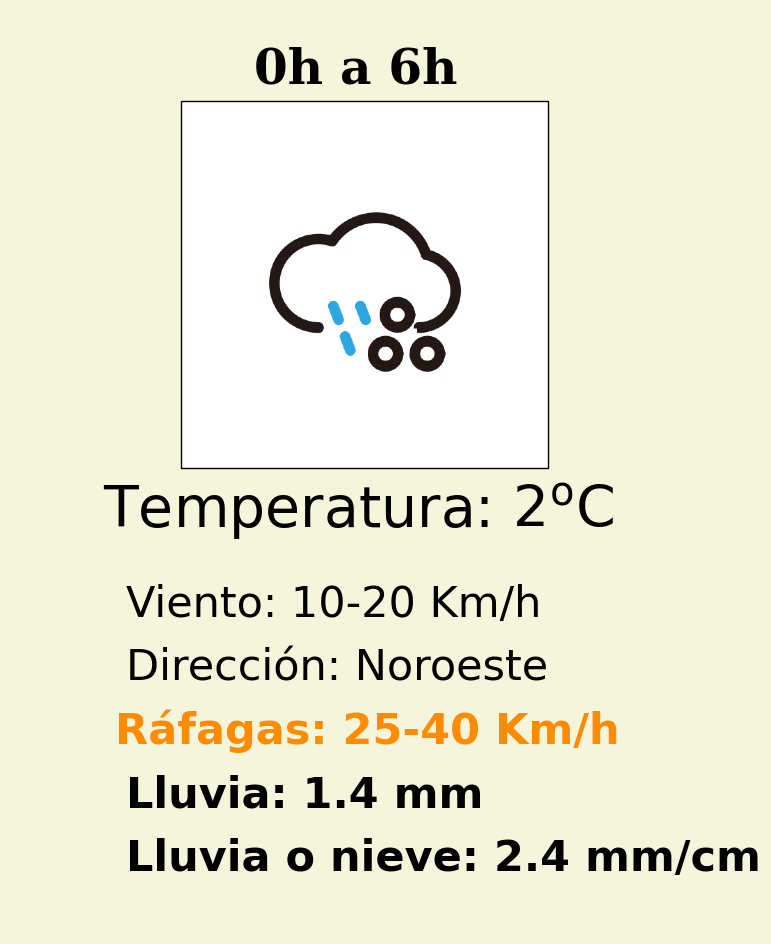 0h a 6h
Temperatura: 2ºC
Viento: 10-20 Km/h
Dirección: Noroeste
Ráfagas: 25-40 Km/h
Lluvia: 1.4 mm
Lluvia o nieve: 2.4 mm/cm